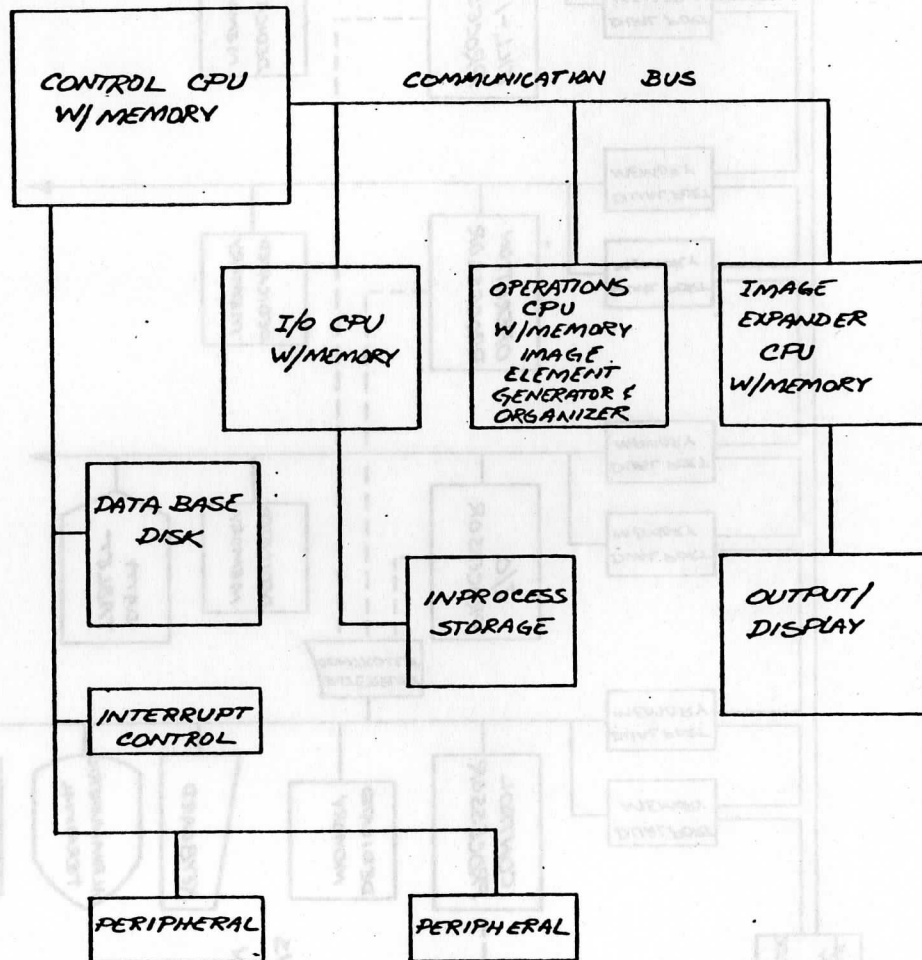 CONTROL CPU
W/ MEMORY
COMMUNICATION BUS
I/O CPU
W/MEMORY
OPERATIONS
CPU
W/MEMORY
IMAGE
ELEMENT
GENERATOR &
ORGANIZER
IMAGE
EXPANDER
CPU
W/MEMORY
DATA BASE
DISK
INPROCESS
STORAGE
OUTPUT/
DISPLAY
INTERRUPT
CONTROL
PERIPHERAL
PERIPHERAL